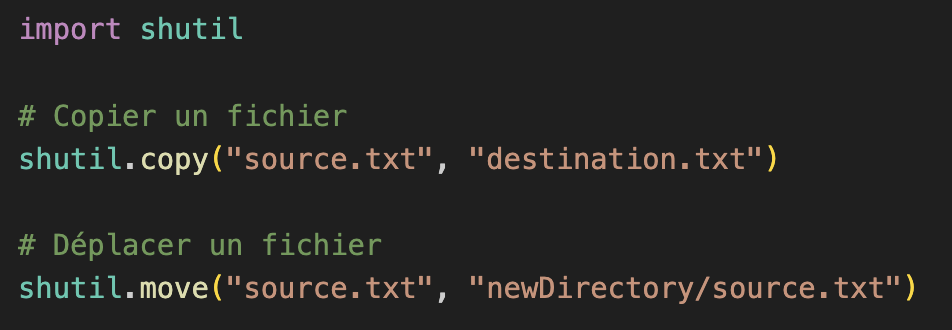 import shutil
# Copier un fichier
shutil.copy("source.txt", "destination.txt")
# Déplacer un fichier
shutil.move("source.txt", "newDirectory/source.txt")